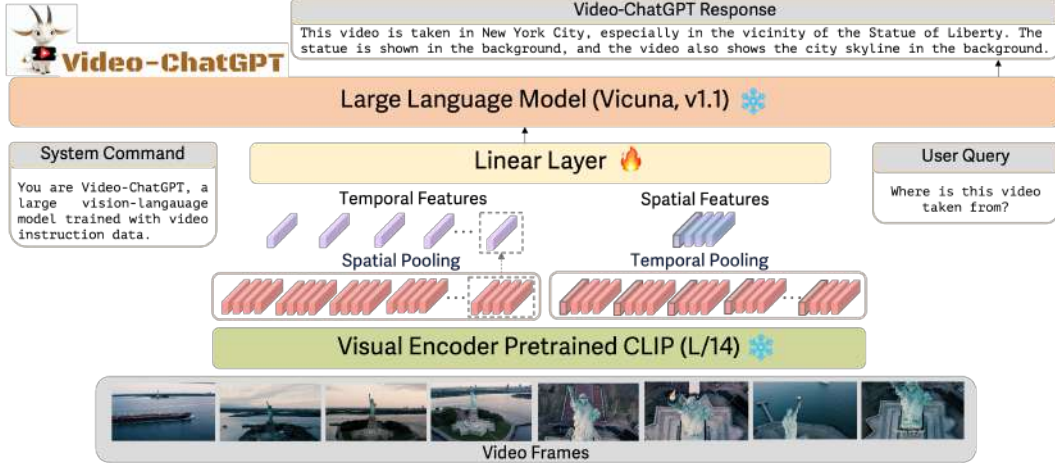 Video-ChatGPT Response
This video is taken in New York City, especially in the vicinity of the Statue of Liberty. The
statue is shown in the background, and the video also shows the city skyline in the background.
Video-ChatGPT
Large Language Model (Vicuna, v1.1)
System Command
You are Video-ChatGPT, a
large vision-langauage
model trained with video
instruction data.
Linear Layer
User Query
Where is this video
taken from?
Temporal Features
Spatial Features
Spatial Pooling
Temporal Pooling
Visual Encoder Pretrained CLIP (L/14)
Video Frames